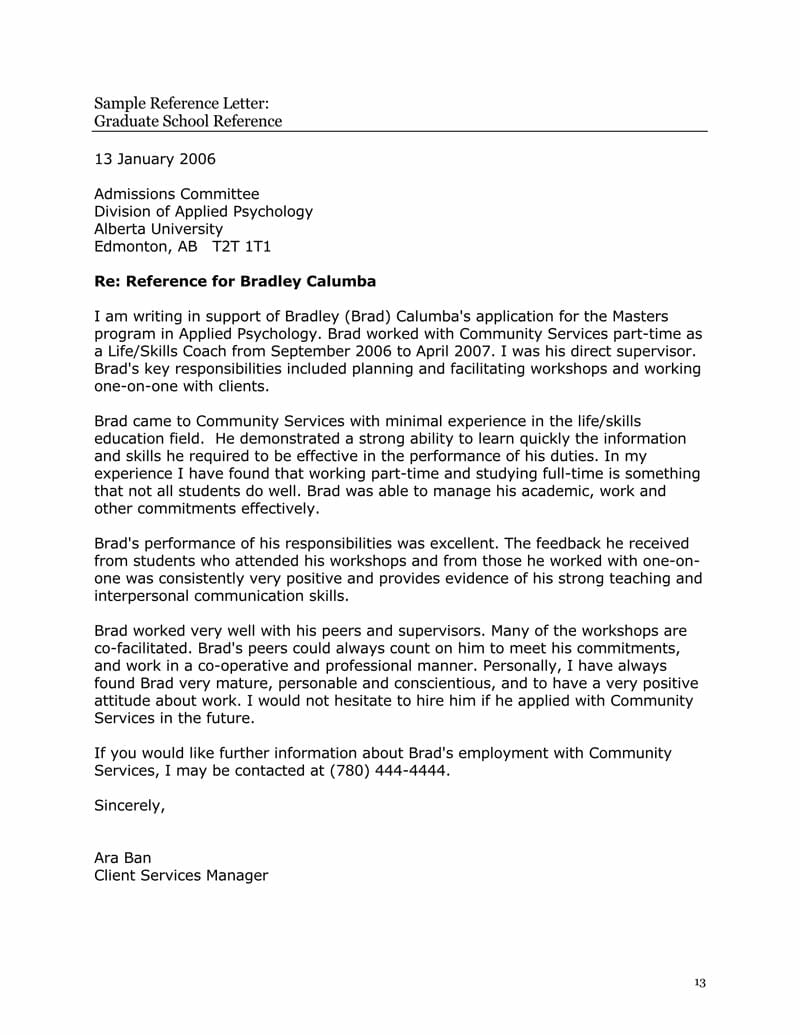 Sample Reference Letter:
Graduate School Reference
13 January 2006
Admissions Committee
Division of Applied Psychology
Alberta University
Edmonton, AB   T2T 1T1
Re: Reference for Bradley Calumba
I am writing in support of Bradley (Brad) Calumba's application for the Masters
program in Applied Psychology. Brad worked with Community Services part-time as
a Life/Skills Coach from September 2006 to April 2007. I was his direct supervisor.
Brad's key responsibilities included planning and facilitating workshops and working
one-on-one with clients.
Brad came to Community Services with minimal experience in the life/skills
education field.  He demonstrated a strong ability to learn quickly the information
and skills he required to be effective in the performance of his duties. In my
experience I have found that working part-time and studying full-time is something
that not all students do well. Brad was able to manage his academic, work and
other commitments effectively.
Brad's performance of his responsibilities was excellent. The feedback he received
from students who attended his workshops and from those he worked with one-on-
one was consistently very positive and provides evidence of his strong teaching and
interpersonal communication skills.
Brad worked very well with his peers and supervisors. Many of the workshops are
co-facilitated. Brad's peers could always count on him to meet his commitments,
and work in a co-operative and professional manner. Personally, I have always
found Brad very mature, personable and conscientious, and to have a very positive
attitude about work. I would not hesitate to hire him if he applied with Community
Services in the future.
If you would like further information about Brad's employment with Community
Services, I may be contacted at (780) 444-4444.
Sincerely,
Ara Ban
Client Services Manager
13